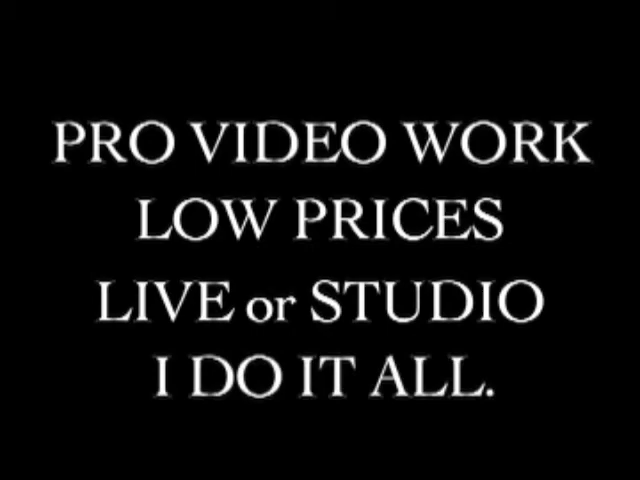 PRO VIDEO WORK
LOW PRICES
LIVE or STUDIO
I DO IT ALL.